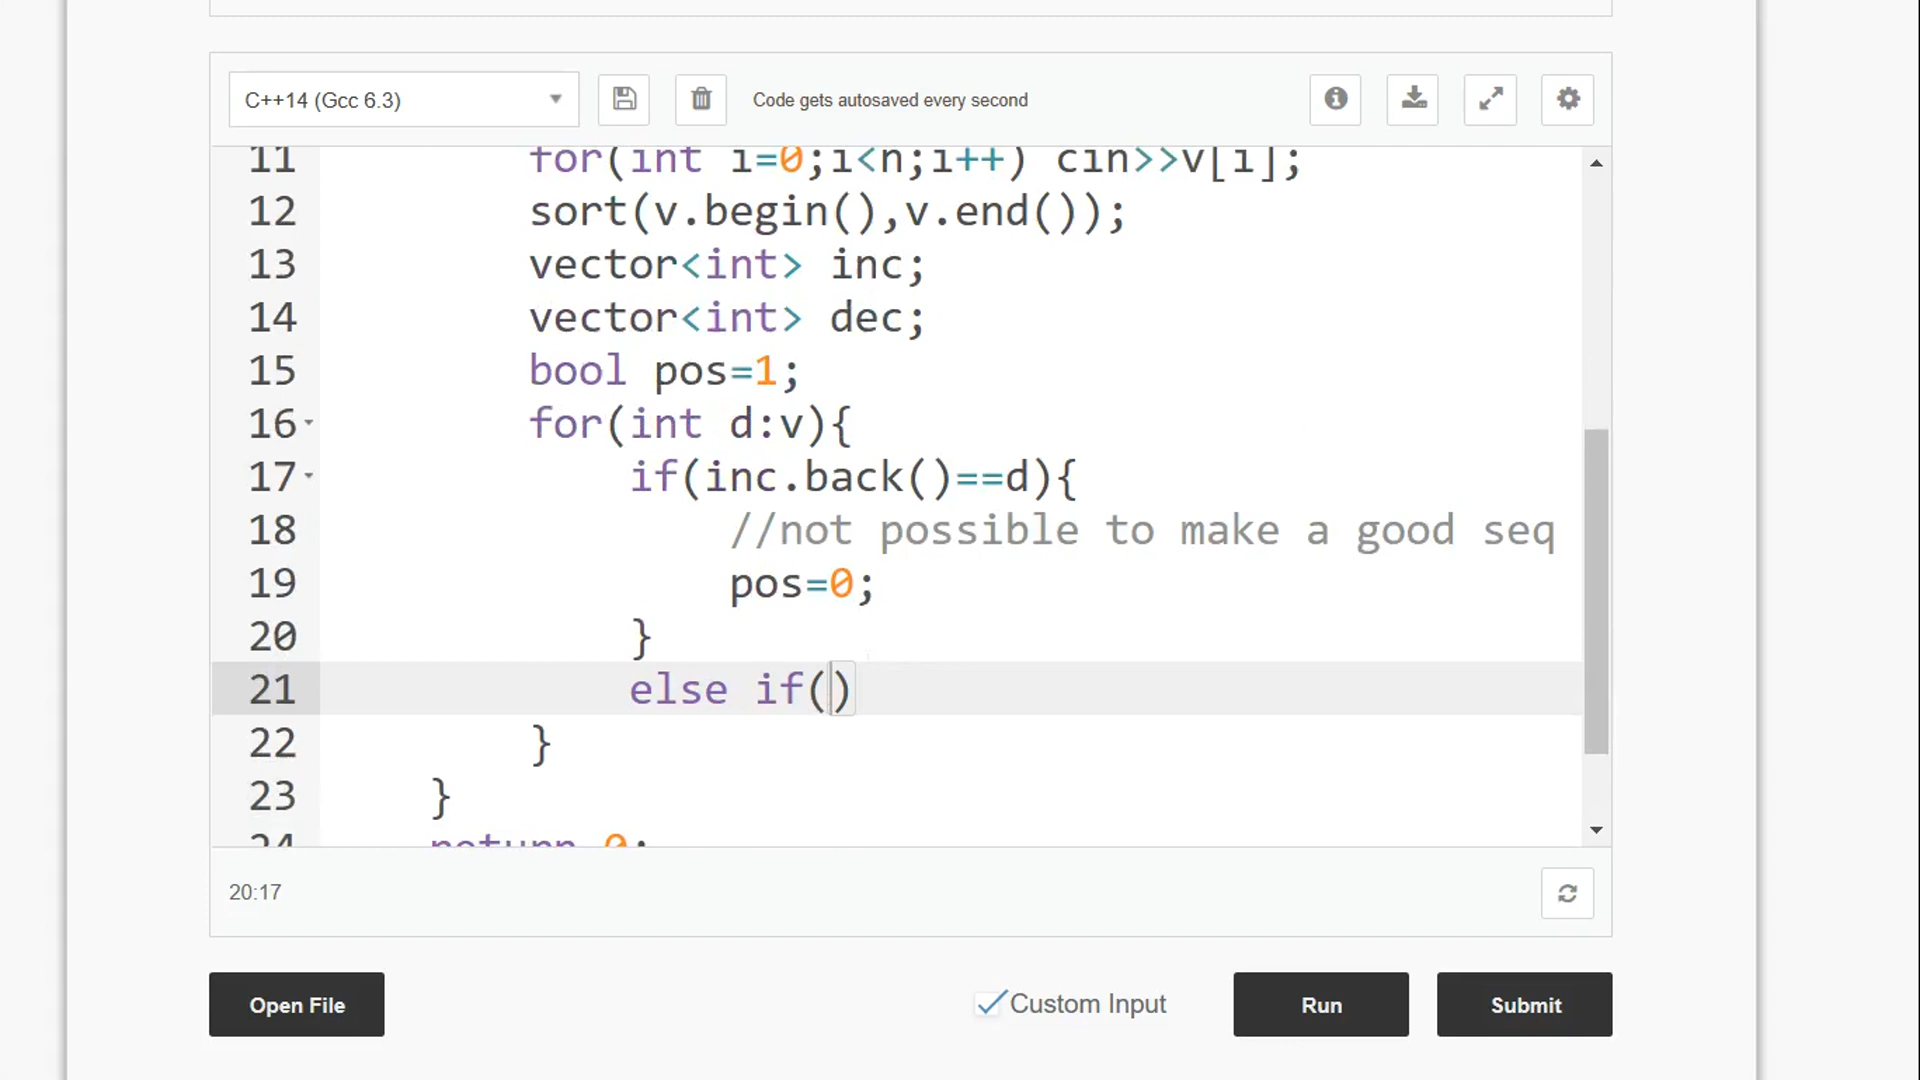 C++14 (Gcc 6.3)
Code gets autosaved every second
11 for(int i=0;i<n;i++) cin>>v[i];
12 sort(v.begin(),v.end());
13 vector<int> inc;
14 vector<int> dec;
15 bool pos=1;
16 for(int d:v){
17 if(inc.back()==d){
18 //not possible to make a good seq
19 pos=0;
20 }
21 else if()
22 }
23 }
24 return 0;
20:17
Open File
Custom Input
Run
Submit